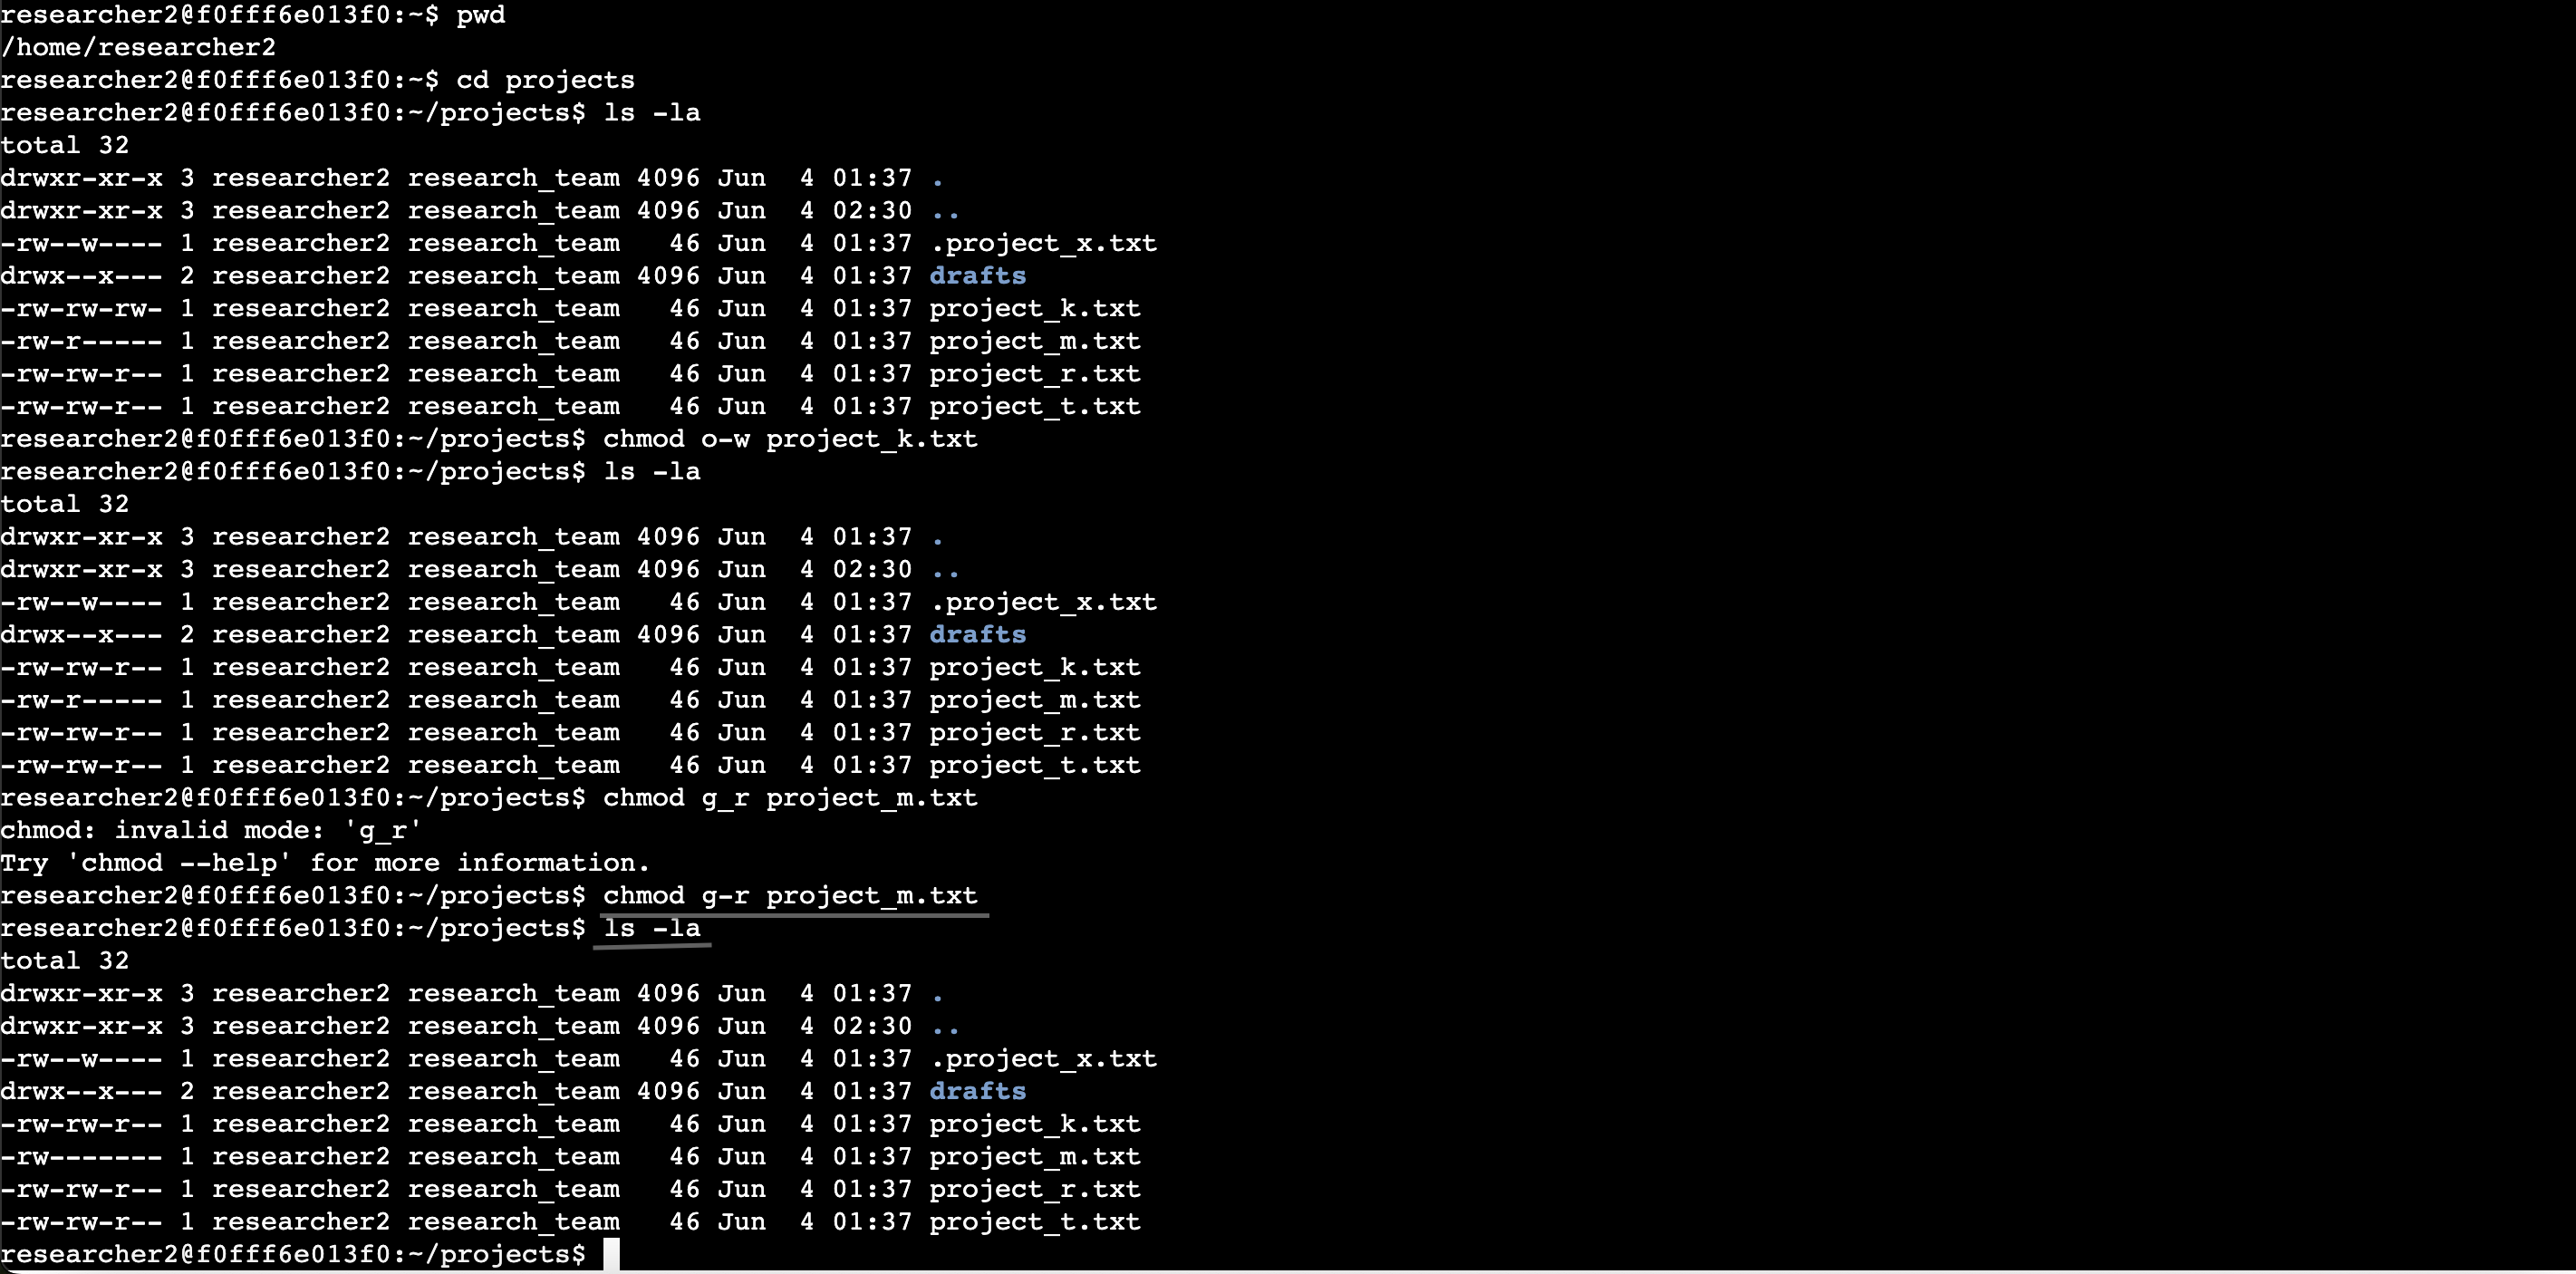 researcher2@f0fff6e013f0:~$ pwd
/home/researcher2
researcher2@f0fff6e013f0:~$ cd projects
researcher2@f0fff6e013f0:~/projects$ ls -la
total 32
drwxr-xr-x 3 researcher2 research_team 4096 Jun  4 01:37 .
drwxr-xr-x 3 researcher2 research_team 4096 Jun  4 02:30 ..
-rw--w---- 1 researcher2 research_team   46 Jun  4 01:37 .project_x.txt
drwx--x--- 2 researcher2 research_team 4096 Jun  4 01:37 drafts
-rw-rw-rw- 1 researcher2 research_team   46 Jun  4 01:37 project_k.txt
-rw-r----- 1 researcher2 research_team   46 Jun  4 01:37 project_m.txt
-rw-rw-r-- 1 researcher2 research_team   46 Jun  4 01:37 project_r.txt
-rw-rw-r-- 1 researcher2 research_team   46 Jun  4 01:37 project_t.txt
researcher2@f0fff6e013f0:~/projects$ chmod o-w project_k.txt
researcher2@f0fff6e013f0:~/projects$ ls -la
total 32
drwxr-xr-x 3 researcher2 research_team 4096 Jun  4 01:37 .
drwxr-xr-x 3 researcher2 research_team 4096 Jun  4 02:30 ..
-rw--w---- 1 researcher2 research_team   46 Jun  4 01:37 .project_x.txt
drwx--x--- 2 researcher2 research_team 4096 Jun  4 01:37 drafts
-rw-rw-r-- 1 researcher2 research_team   46 Jun  4 01:37 project_k.txt
-rw-r----- 1 researcher2 research_team   46 Jun  4 01:37 project_m.txt
-rw-rw-r-- 1 researcher2 research_team   46 Jun  4 01:37 project_r.txt
-rw-rw-r-- 1 researcher2 research_team   46 Jun  4 01:37 project_t.txt
researcher2@f0fff6e013f0:~/projects$ chmod g_r project_m.txt
chmod: invalid mode: 'g_r'
Try 'chmod --help' for more information.
researcher2@f0fff6e013f0:~/projects$ chmod g-r project_m.txt
researcher2@f0fff6e013f0:~/projects$ ls -la
total 32
drwxr-xr-x 3 researcher2 research_team 4096 Jun  4 01:37 .
drwxr-xr-x 3 researcher2 research_team 4096 Jun  4 02:30 ..
-rw--w---- 1 researcher2 research_team   46 Jun  4 01:37 .project_x.txt
drwx--x--- 2 researcher2 research_team 4096 Jun  4 01:37 drafts
-rw-rw-r-- 1 researcher2 research_team   46 Jun  4 01:37 project_k.txt
-rw------- 1 researcher2 research_team   46 Jun  4 01:37 project_m.txt
-rw-rw-r-- 1 researcher2 research_team   46 Jun  4 01:37 project_r.txt
-rw-rw-r-- 1 researcher2 research_team   46 Jun  4 01:37 project_t.txt
researcher2@f0fff6e013f0:~/projects$